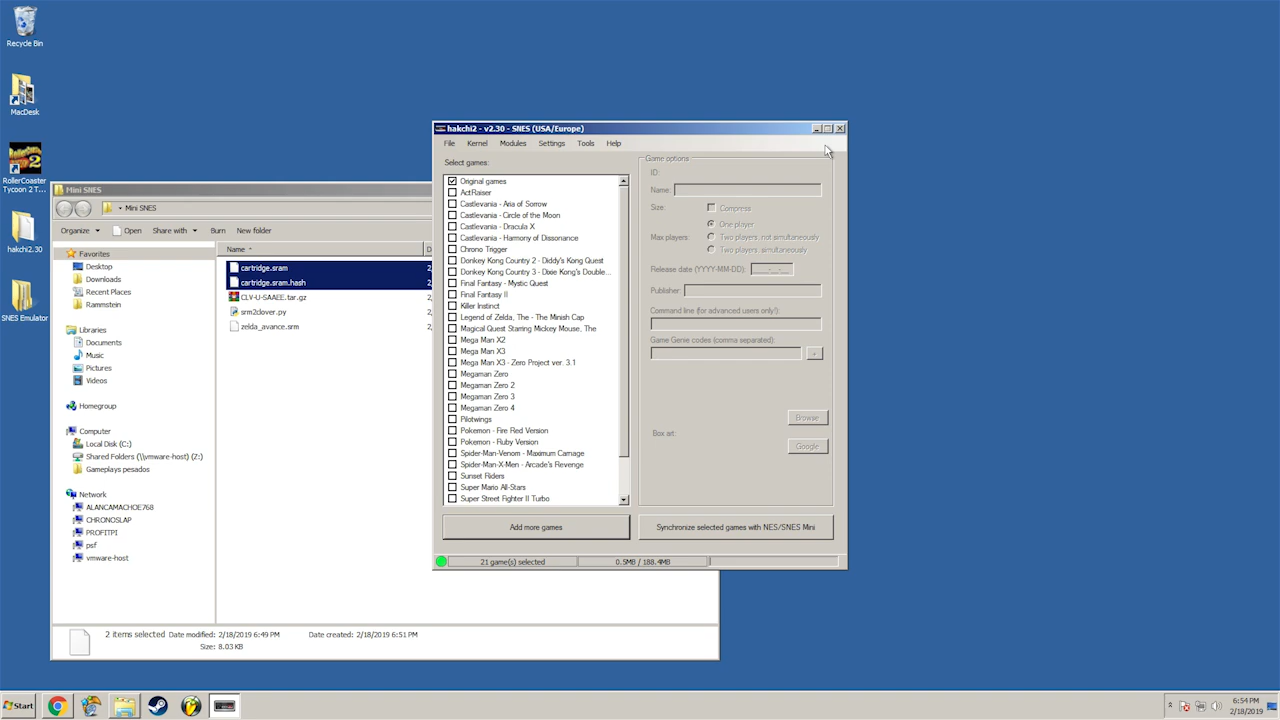 Recycle Bin
MacDesk
RollerCoaster
Tycoon 2 T...
hakchi2.30
SNES Emulator
Mini SNES
Mini SNES
Organize
Open
Share with
Burn
New folder
Favorites
Desktop
Downloads
Recent Places
Rammstein
Libraries
Documents
Music
Pictures
Videos
Homegroup
Computer
Local Disk (C:)
Shared Folders (\\vmware-host) (Z:)
Gameplays pesados
Network
ALANCAMACHOE768
CHRONOSLAP
PROFITPI
psf
vmware-host
Name
D
cartridge.sram
2,
cartridge.sram.hash
2,
CLV-U-SAAEE.tar.gz
2,
srm2clover.py
2,
zelda_avance.srm
2,
2 items selected Date modified: 2/18/2019 6:49 PM
Date created: 2/18/2019 6:51 PM
Size: 8.03 KB
hakchi2 - v2.30 - SNES (USA/Europe)
File Kernel Modules Settings Tools Help
Select games:
Original games
ActRaiser
Castlevania - Aria of Sorrow
Castlevania - Circle of the Moon
Castlevania - Dracula X
Castlevania - Harmony of Dissonance
Chrono Trigger
Donkey Kong Country 2 - Diddy's Kong Quest
Donkey Kong Country 3 - Dixie Kong's Double...
Final Fantasy - Mystic Quest
Final Fantasy II
Killer Instinct
Legend of Zelda, The - The Minish Cap
Magical Quest Starring Mickey Mouse, The
Mega Man X2
Mega Man X3
Mega Man X3 - Zero Project ver. 3.1
Megaman Zero
Megaman Zero 2
Megaman Zero 3
Megaman Zero 4
Pilotwings
Pokemon - Fire Red Version
Pokemon - Ruby Version
Spider-Man-Venom - Maximum Carnage
Spider-Man-X-Men - Arcade's Revenge
Sunset Riders
Super Mario All-Stars
Super Street Fighter II Turbo
Add more games
Game options
ID:
Name:
Size:
Compress
One player
Max players:
Two players, not simultaneously
Two players, simultaneously
Release date (YYYY-MM-DD):
____-__-__
Publisher:
Command line (for advanced users only!):
Game Genie codes (comma separated):
+
Browse
Box art:
Google
Synchronize selected games with NES/SNES Mini
21 game(s) selected
0.5MB / 188.4MB
Start
6:54 PM
2/18/2019